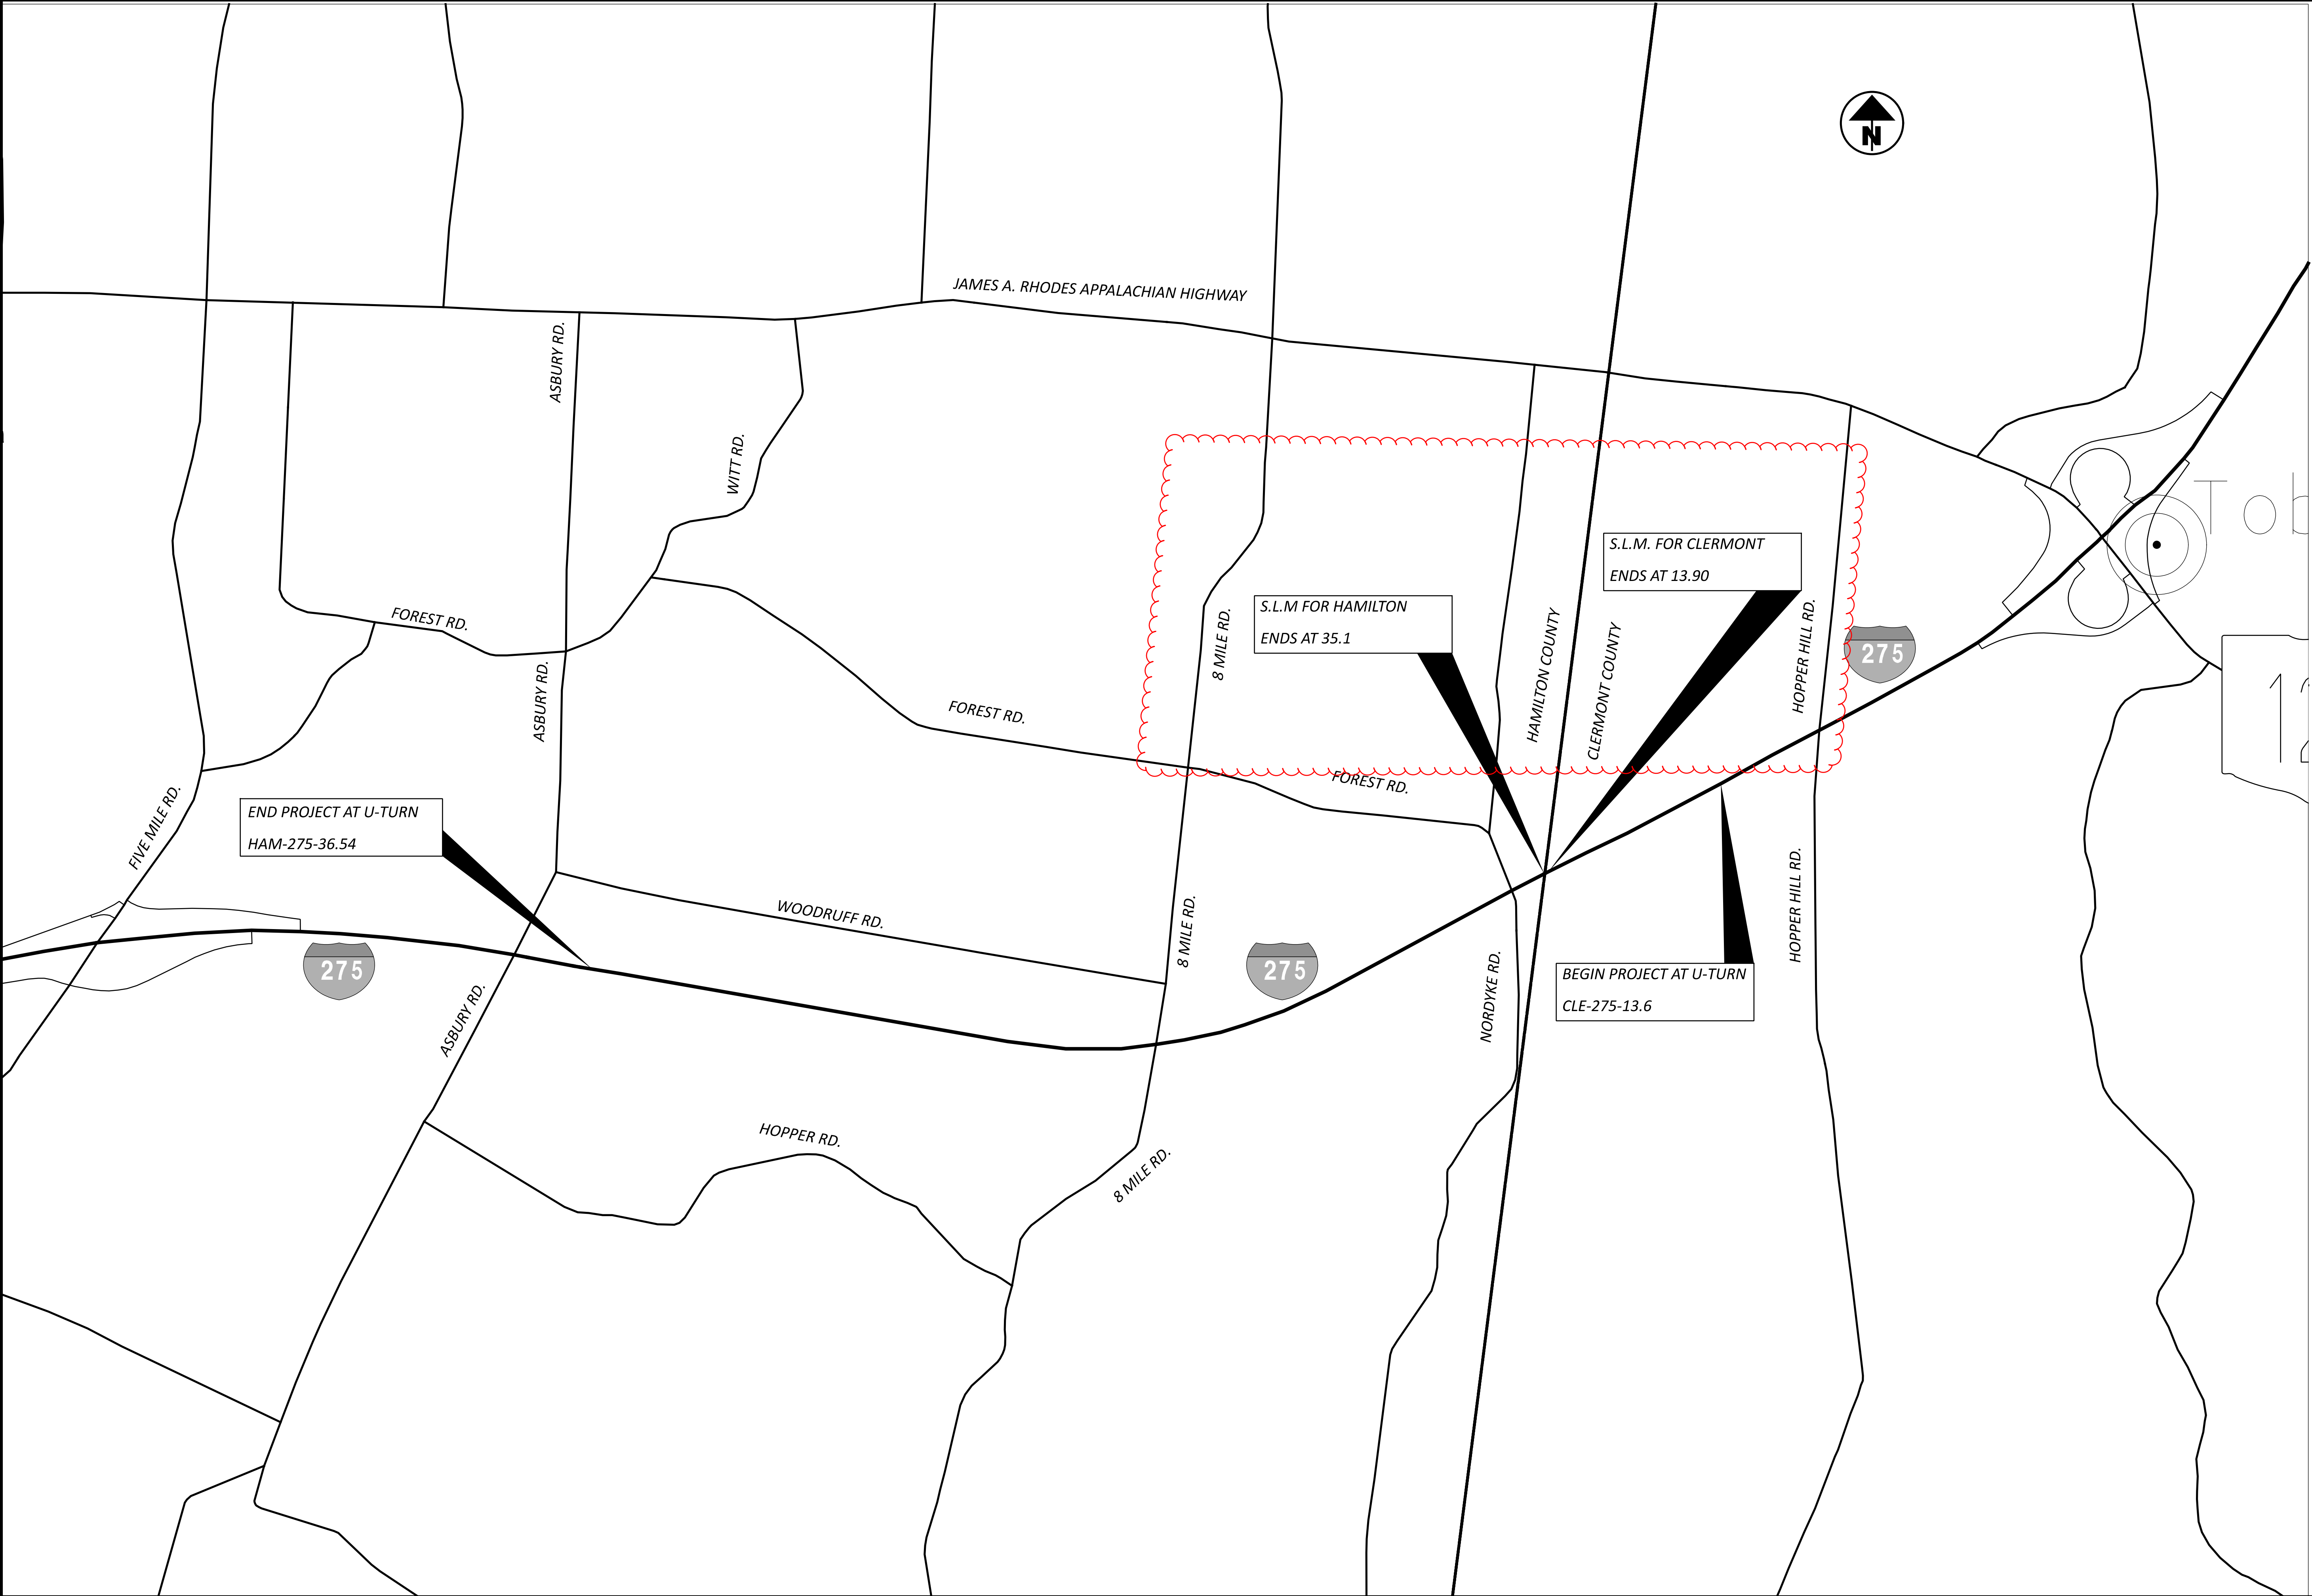 N
JAMES A. RHODES APPALACHIAN HIGHWAY
ASBURY RD.
WITT RD.
S.L.M. FOR CLERMONT
ENDS AT 13.90
S.L.M FOR HAMILTON
ENDS AT 35.1
FOREST RD.
8 MILE RD.
HAMILTON COUNTY
CLERMONT COUNTY
HOPPER HILL RD.
275
ASBURY RD.
FOREST RD.
FOREST RD.
FIVE MILE RD.
END PROJECT AT U-TURN
HAM-275-36.54
WOODRUFF RD.
8 MILE RD.
HOPPER HILL RD.
275
275
NORDYKE RD.
BEGIN PROJECT AT U-TURN
CLE-275-13.6
ASBURY RD.
HOPPER RD.
8 MILE RD.